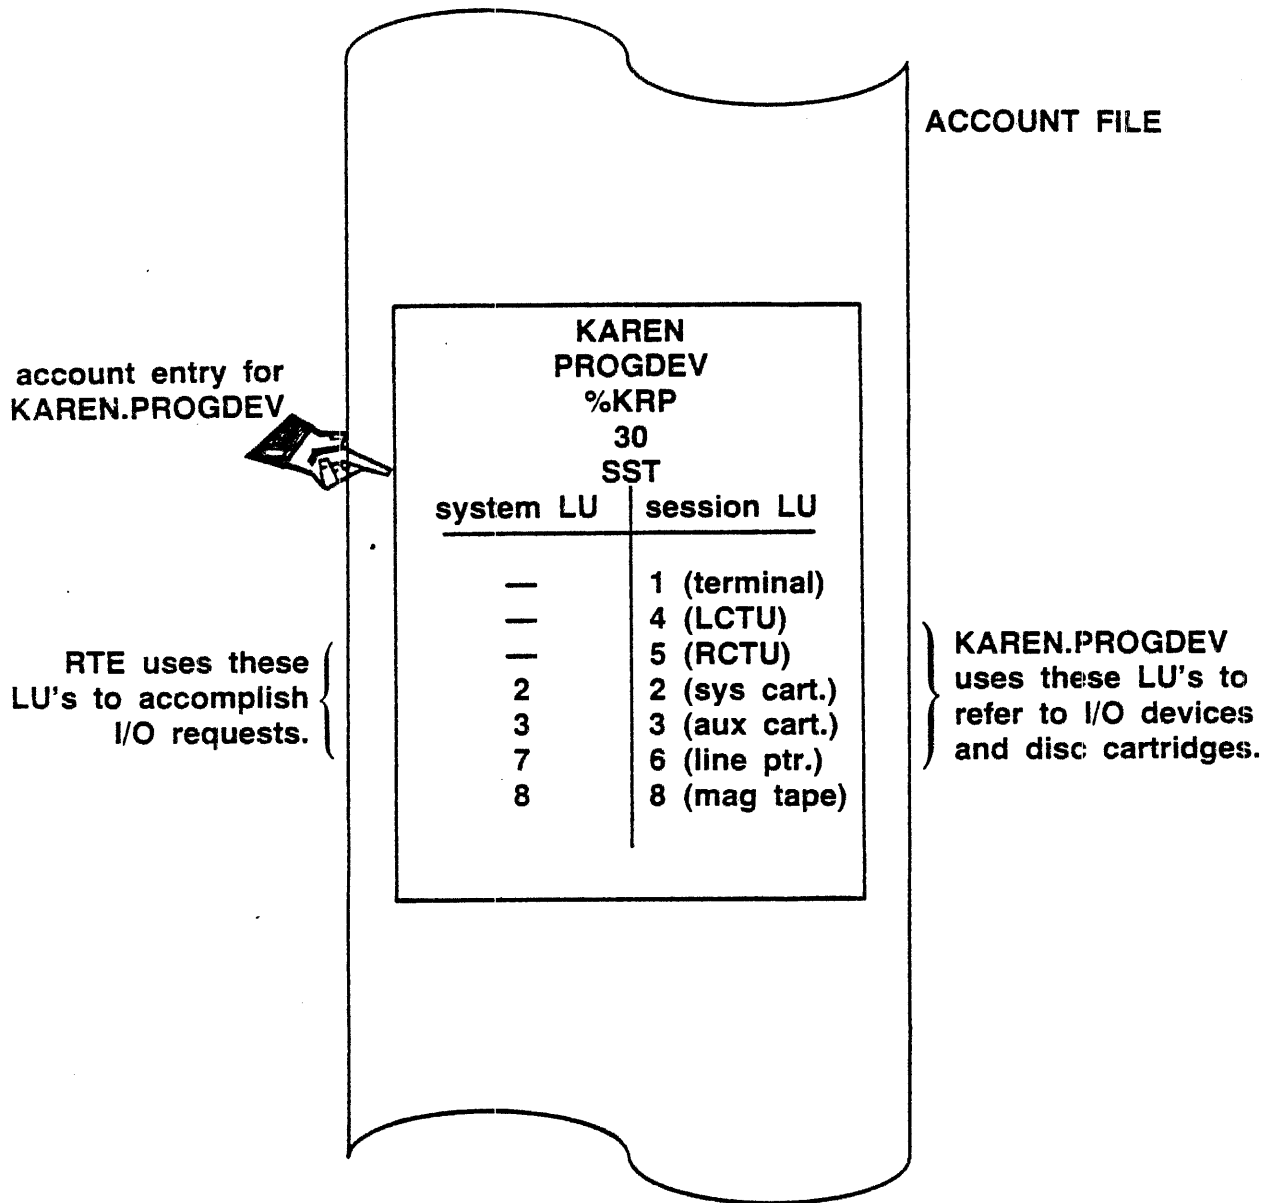 ACCOUNT FILE
account entry for
KAREN.PROGDEV
KAREN
PROGDEV
%KRP
30
SST
system LU session LU
— 1 (terminal)
— 4 (LCTU)
— 5 (RCTU)
2 2 (sys cart.)
3 3 (aux cart.)
7 6 (line ptr.)
8 8 (mag tape)
RTE uses these
LU's to accomplish
I/O requests.
KAREN.PROGDEV
uses these LU's to
refer to I/O devices
and disc cartridges.